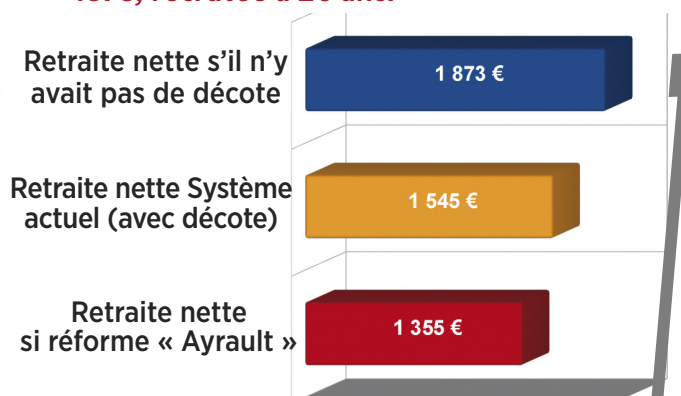 Retraite nette s’il n’y
avait pas de décote
1 873 €
Retraite nette Système
actuel (avec décote)
1 545 €
Retraite nette
si réforme « Ayrault »
1 355 €